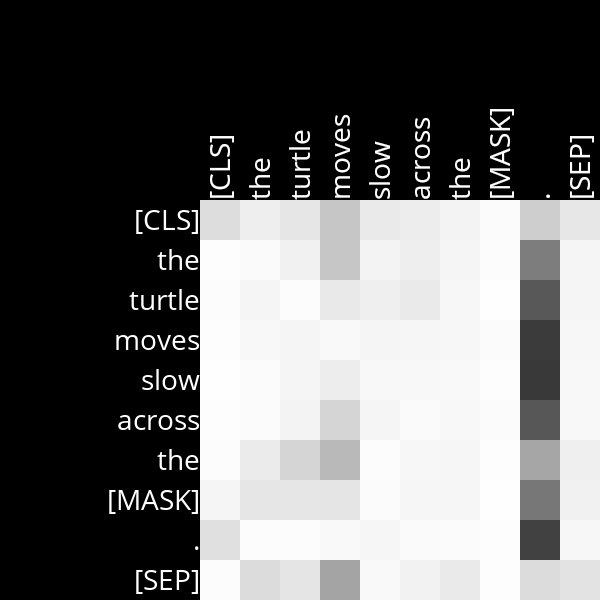 [CLS] the turtle moves slow across the [MASK] . [SEP]
[CLS]
the
turtle
moves
slow
across
the
[MASK]
.
[SEP]